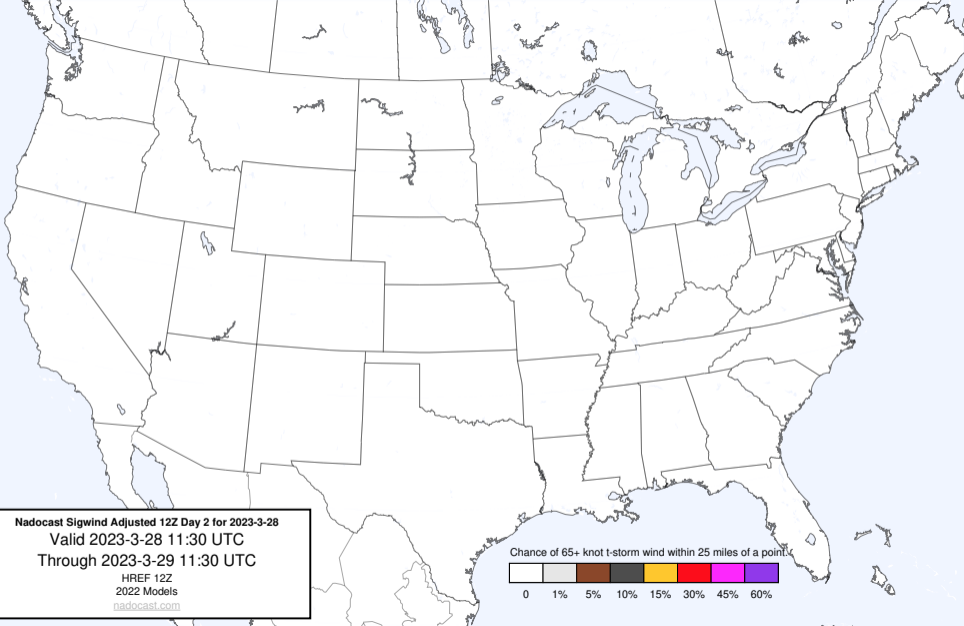 Nadocast Sigwind Adjusted 12Z Day 2 for 2023-3-28
Valid 2023-3-28 11:30 UTC
Through 2023-3-29 11:30 UTC
HREF 12Z
2022 Models
nadocast.com
Chance of 65+ knot t-storm wind within 25 miles of a point.
0 1% 5% 10% 15% 30% 45% 60%